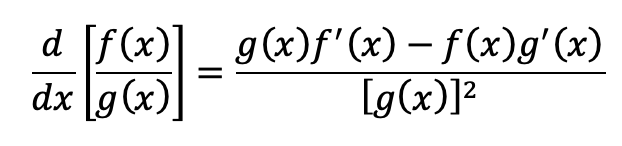 d/dx [f(x)/g(x)] = (g(x)f′(x) − f(x)g′(x))/[g(x)]²